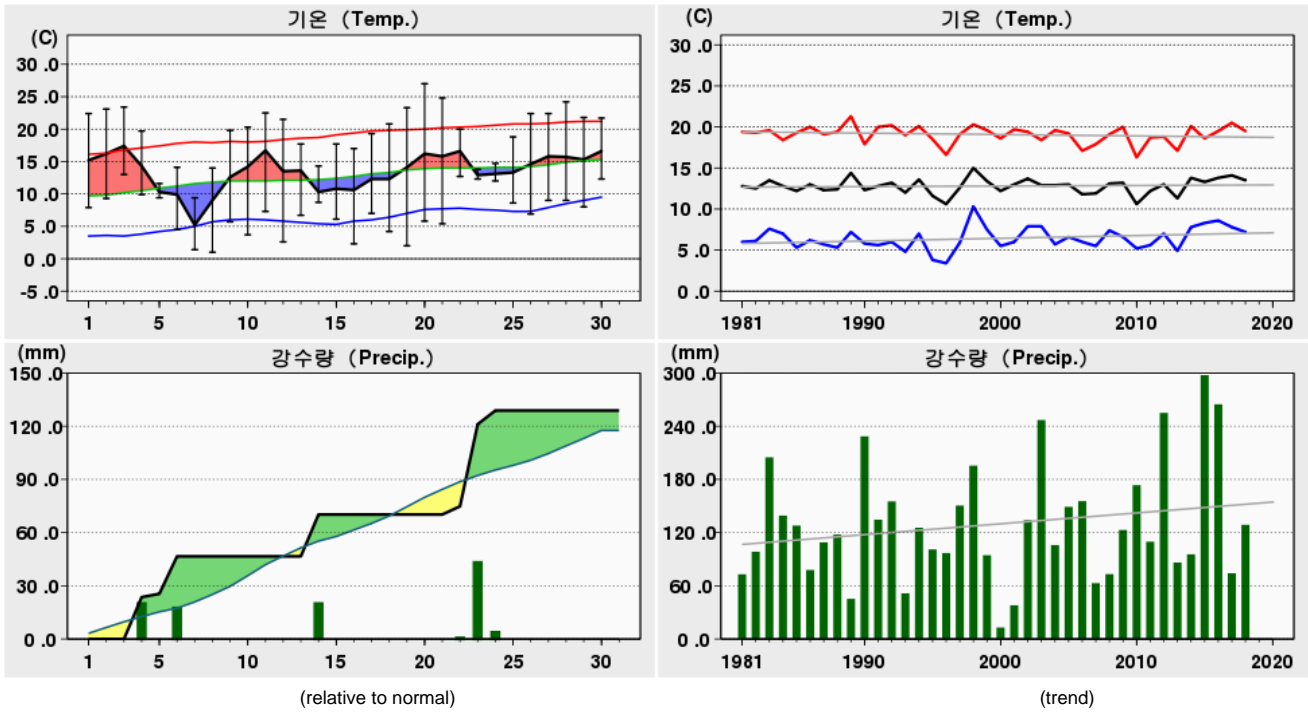 기온 (Temp.)
(C)
30 .0
25 .0
20 .0
15 .0
10 .0
5 .0
0 .0
-5 .0
1 5 10 15 20 25 30
기온 (Temp.)
(C)
30 .0
25 .0
20 .0
15 .0
10 .0
5 .0
0 .0
1981 1990 2000 2010 2020
강수량 (Precip.)
(mm)
150 .0
120 .0
90 .0
60 .0
30 .0
0 .0
1 5 10 15 20 25 30
(relative to normal)
강수량 (Precip.)
(mm)
300 .0
240 .0
180 .0
120 .0
60 .0
0 .0
1981 1990 2000 2010 2020
(trend)